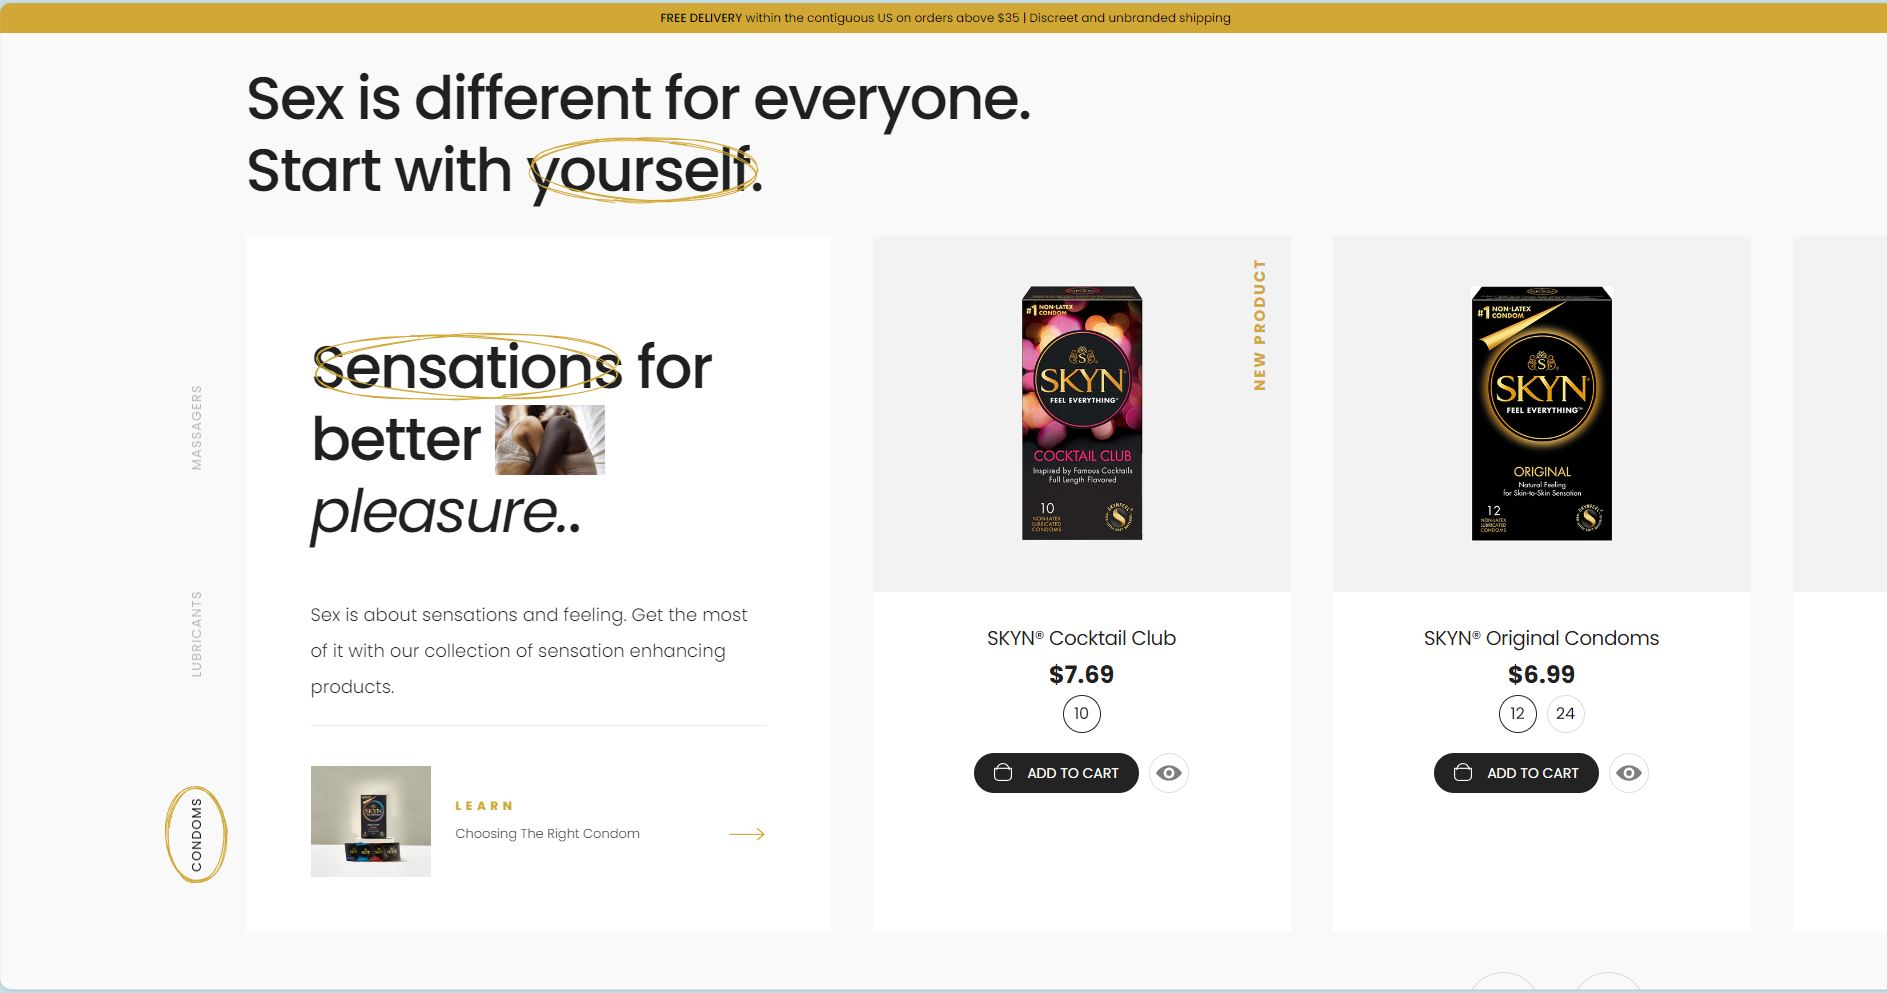 FREE DELIVERY within the contiguous US on orders above $35 | Discreet and unbranded shipping
Sex is different for everyone.
Start with yourself.
MASSAGERS
LUBRICANTS
CONDOMS
Sensations for
better
pleasure..
Sex is about sensations and feeling. Get the most
of it with our collection of sensation enhancing
products.
LEARN
Choosing The Right Condom
NEW PRODUCT
#1 NON-LATEX
CONDOM
SKYN
FEEL EVERYTHING
COCKTAIL CLUB
Inspired by Famous Cocktails
Full Length Flavored
10
NON-LATEX
LUBRICATED
CONDOMS
SKYN® Cocktail Club
$7.69
10
ADD TO CART
#1 NON-LATEX
CONDOM
SKYN
FEEL EVERYTHING™
ORIGINAL
Natural Feeling
for Skin-to-Skin Sensation
12
NON-LATEX
LUBRICATED
CONDOMS
SKYN® Original Condoms
$6.99
12 24
ADD TO CART